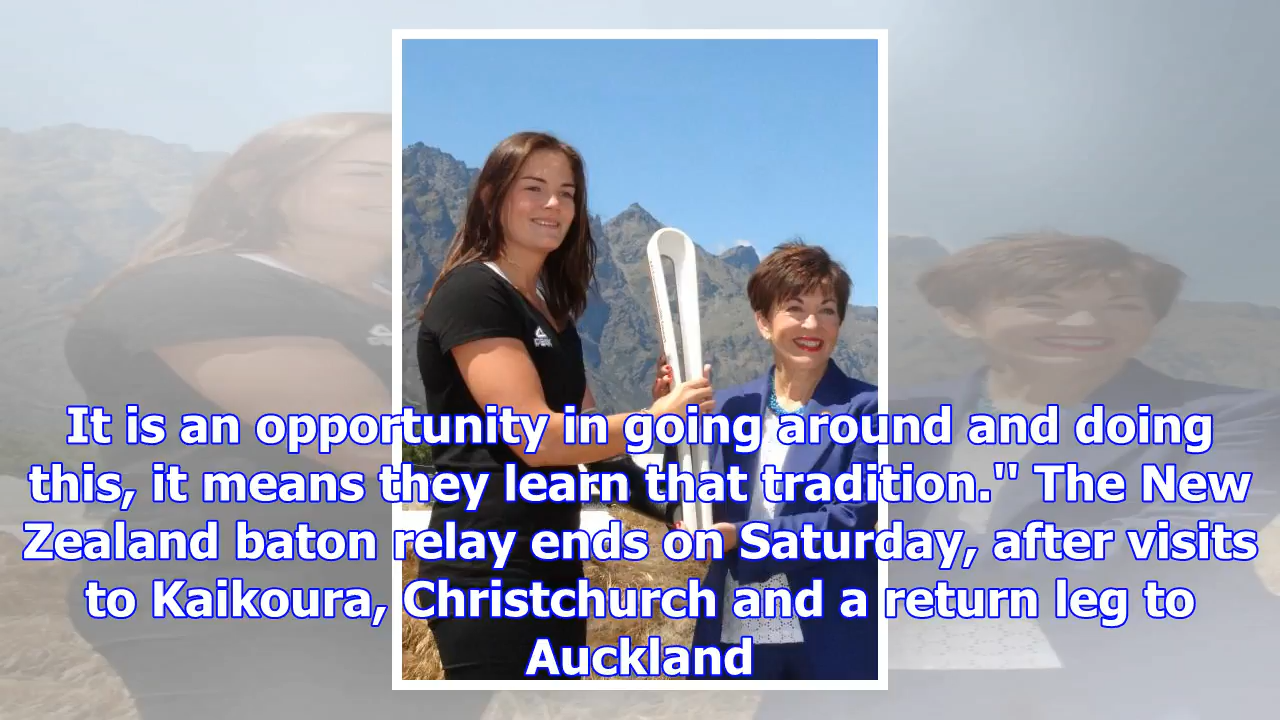 PEAK
It is an opportunity in going around and doing
this, it means they learn that tradition." The New
Zealand baton relay ends on Saturday, after visits
to Kaikoura, Christchurch and a return leg to
Auckland